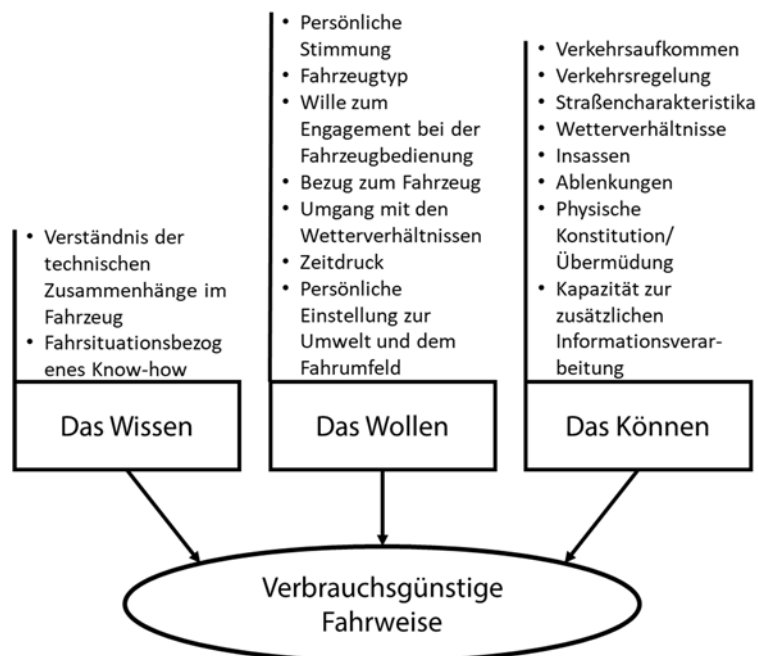 • Verständnis der
technischen
Zusammenhänge im
Fahrzeug
• Fahrsituationsbezog
enes Know-how
Das Wissen
• Persönliche
Stimmung
• Fahrzeugtyp
• Wille zum
Engagement bei der
Fahrzeugbedienung
• Bezug zum Fahrzeug
• Umgang mit den
Wetterverhältnissen
• Zeitdruck
• Persönliche
Einstellung zur
Umwelt und dem
Fahrumfeld
Das Wollen
• Verkehrsaufkommen
• Verkehrsregelung
• Straßencharakteristika
• Wetterverhältnisse
• Insassen
• Ablenkungen
• Physische
Konstitution/
Übermüdung
• Kapazität zur
zusätzlichen
Informationsverar-
beitung
Das Können
Verbrauchsgünstige
Fahrweise